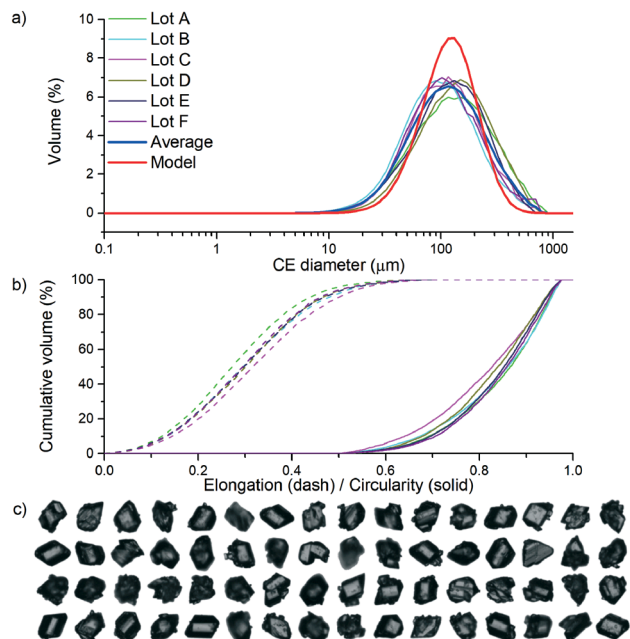 a)
Lot A
Lot B
Lot C
Lot D
Lot E
Lot F
Average
Model
Volume (%)
10
8
6
4
2
0
0.1 1 10 100 1000
CE diameter (μm)
b)
Cumulative volume (%)
100
80
60
40
20
0
0.0 0.2 0.4 0.6 0.8 1.0
Elongation (dash) / Circularity (solid)
c)